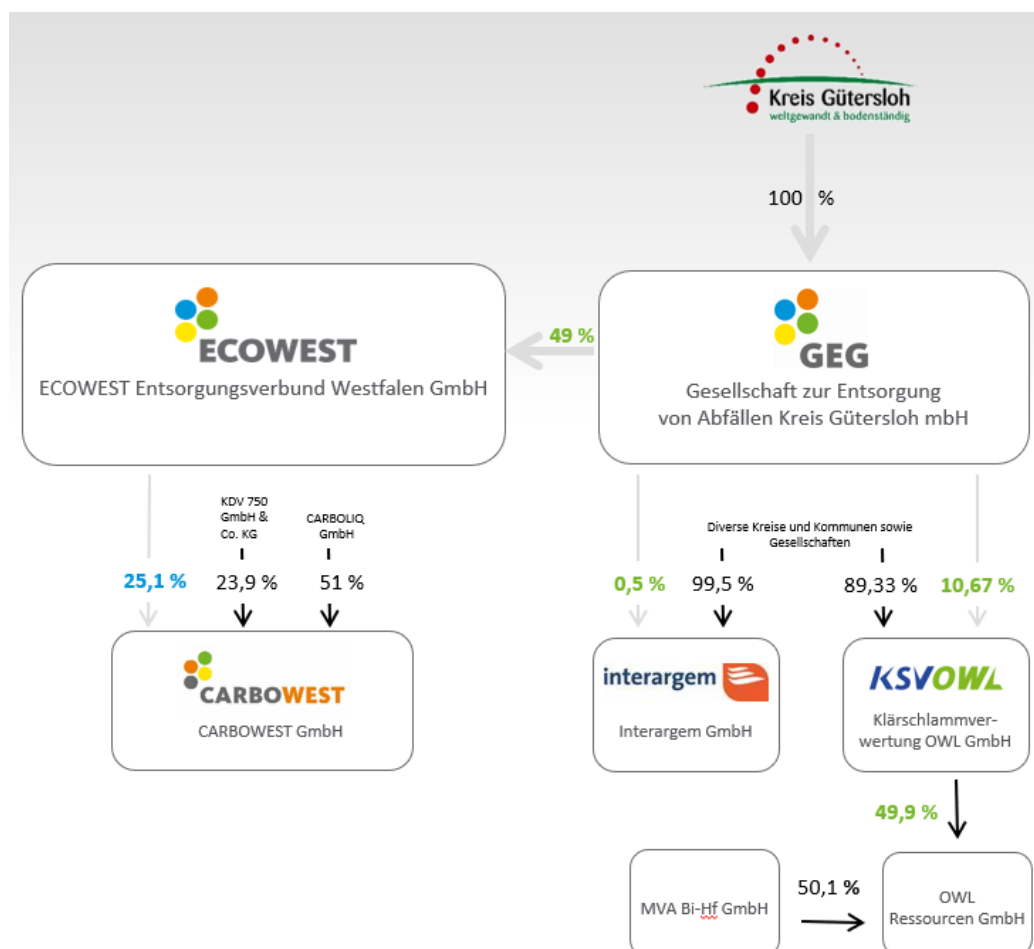 Kreis Gütersloh
weltgewandt & bodenständig
100 %
ECOWEST
ECOWEST Entsorgungsverbund Westfalen GmbH
49 %
GEG
Gesellschaft zur Entsorgung
von Abfällen Kreis Gütersloh mbH
KDV 750
GmbH &
Co. KG
CARBOLIQ
GmbH
Diverse Kreise und Kommunen sowie
Gesellschaften
25,1 %
23,9 %
51 %
0,5 %
99,5 %
89,33 %
10,67 %
CARBOWEST
CARBOWEST GmbH
interargem
Interargem GmbH
KSVOWL
Klärschlammver-
wertung OWL GmbH
49,9 %
MVA Bi-Hf GmbH
50,1 %
OWL
Ressourcen GmbH